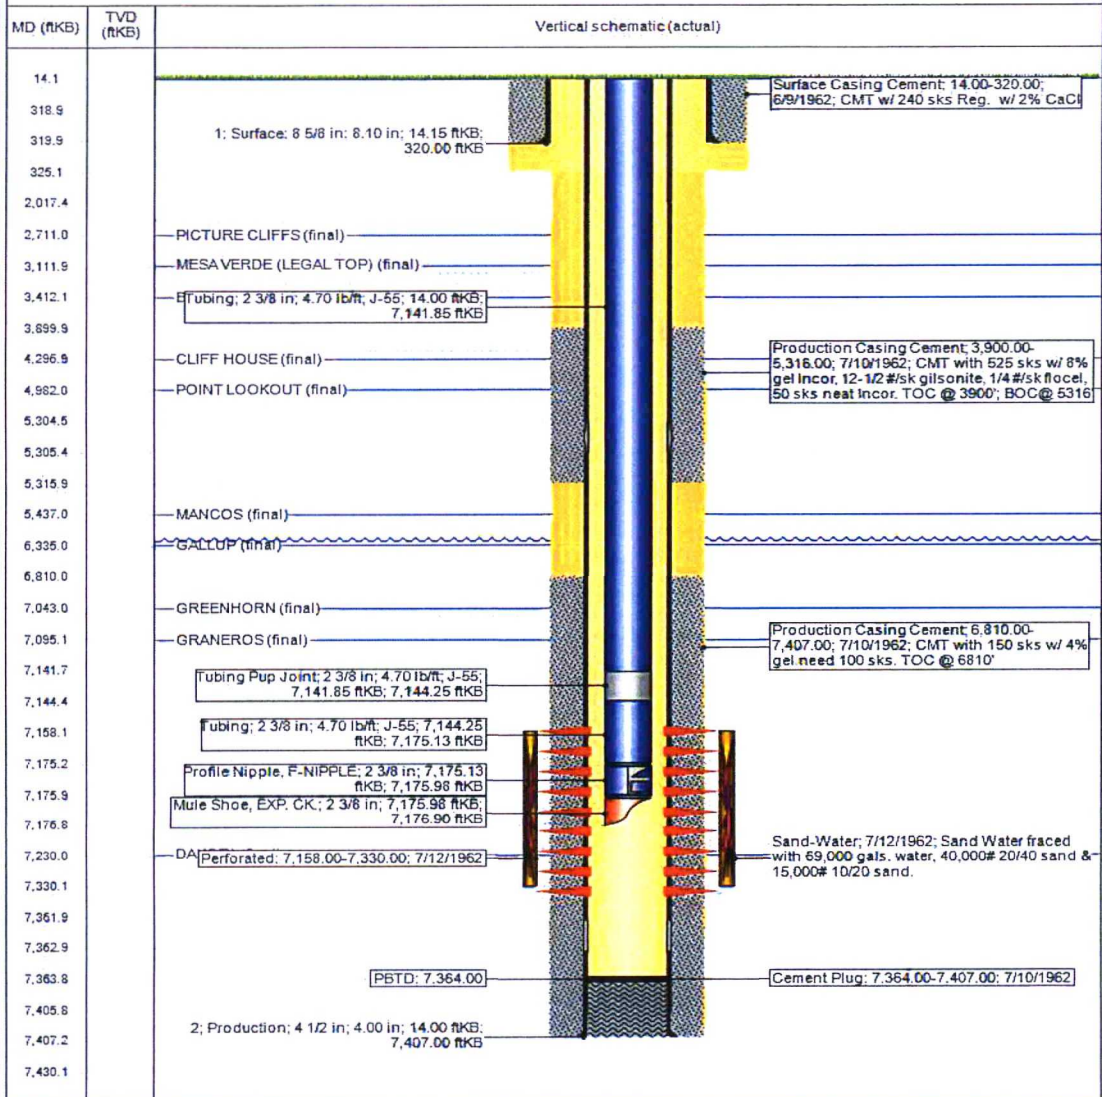 MD (ftKB)
TVD
(ftKB)
Vertical schematic (actual)
14.1
318.9
319.9
325.1
2,017.4
2,711.0
3,111.9
3,412.1
3,899.9
4,296.9
4,982.0
5,304.5
5,305.4
5,315.9
5,437.0
6,335.0
6,810.0
7,043.0
7,095.1
7,141.7
7,144.4
7,158.1
7,175.2
7,175.9
7,176.8
7,230.0
7,330.1
7,361.9
7,362.9
7,363.8
7,405.8
7,407.2
7,430.1
Surface Casing Cement; 14.00-320.00;
6/9/1962; CMT w/ 240 sks Reg. w/ 2% CaCl
1; Surface; 8 5/8 in; 8.10 in; 14.15 ftKB;
320.00 ftKB
PICTURE CLIFFS (final)
MESAVERDE (LEGAL TOP) (final)
Tubing; 2 3/8 in; 4.70 lb/ft; J-55; 14.00 ftKB;
7,141.85 ftKB
CLIFF HOUSE (final)
POINT LOOKOUT (final)
Production Casing Cement; 3,900.00-
5,316.00; 7/10/1962; CMT with 525 sks w/ 8%
gel Incor, 12-1/2 #/sk gilsonite, 1/4 #/sk flocel,
50 sks neat Incor. TOC @ 3900'; BOC@ 5316
MANCOS (final)
GALLUP (final)
GREENHORN (final)
GRANEROS (final)
Production Casing Cement; 6,810.00-
7,407.00; 7/10/1962; CMT with 150 sks w/ 4%
gel need 100 sks. TOC @ 6810'
Tubing Pup Joint; 2 3/8 in; 4.70 lb/ft; J-55;
7,141.85 ftKB; 7,144.25 ftKB
Tubing; 2 3/8 in; 4.70 lb/ft; J-55; 7,144.25
ftKB; 7,175.13 ftKB
Profile Nipple, F-NIPPLE; 2 3/8 in; 7,175.13
ftKB; 7,175.98 ftKB
Mule Shoe, EXP. CK.; 2 3/8 in; 7,175.98 ftKB;
7,176.90 ftKB
Perforated; 7,158.00-7,330.00; 7/12/1962
Sand-Water; 7/12/1962; Sand Water fraced
with 69,000 gals. water, 40,000# 20/40 sand &
15,000# 10/20 sand.
PBTD; 7,364.00
Cement Plug; 7,364.00-7,407.00; 7/10/1962
2; Production; 4 1/2 in; 4.00 in; 14.00 ftKB;
7,407.00 ftKB